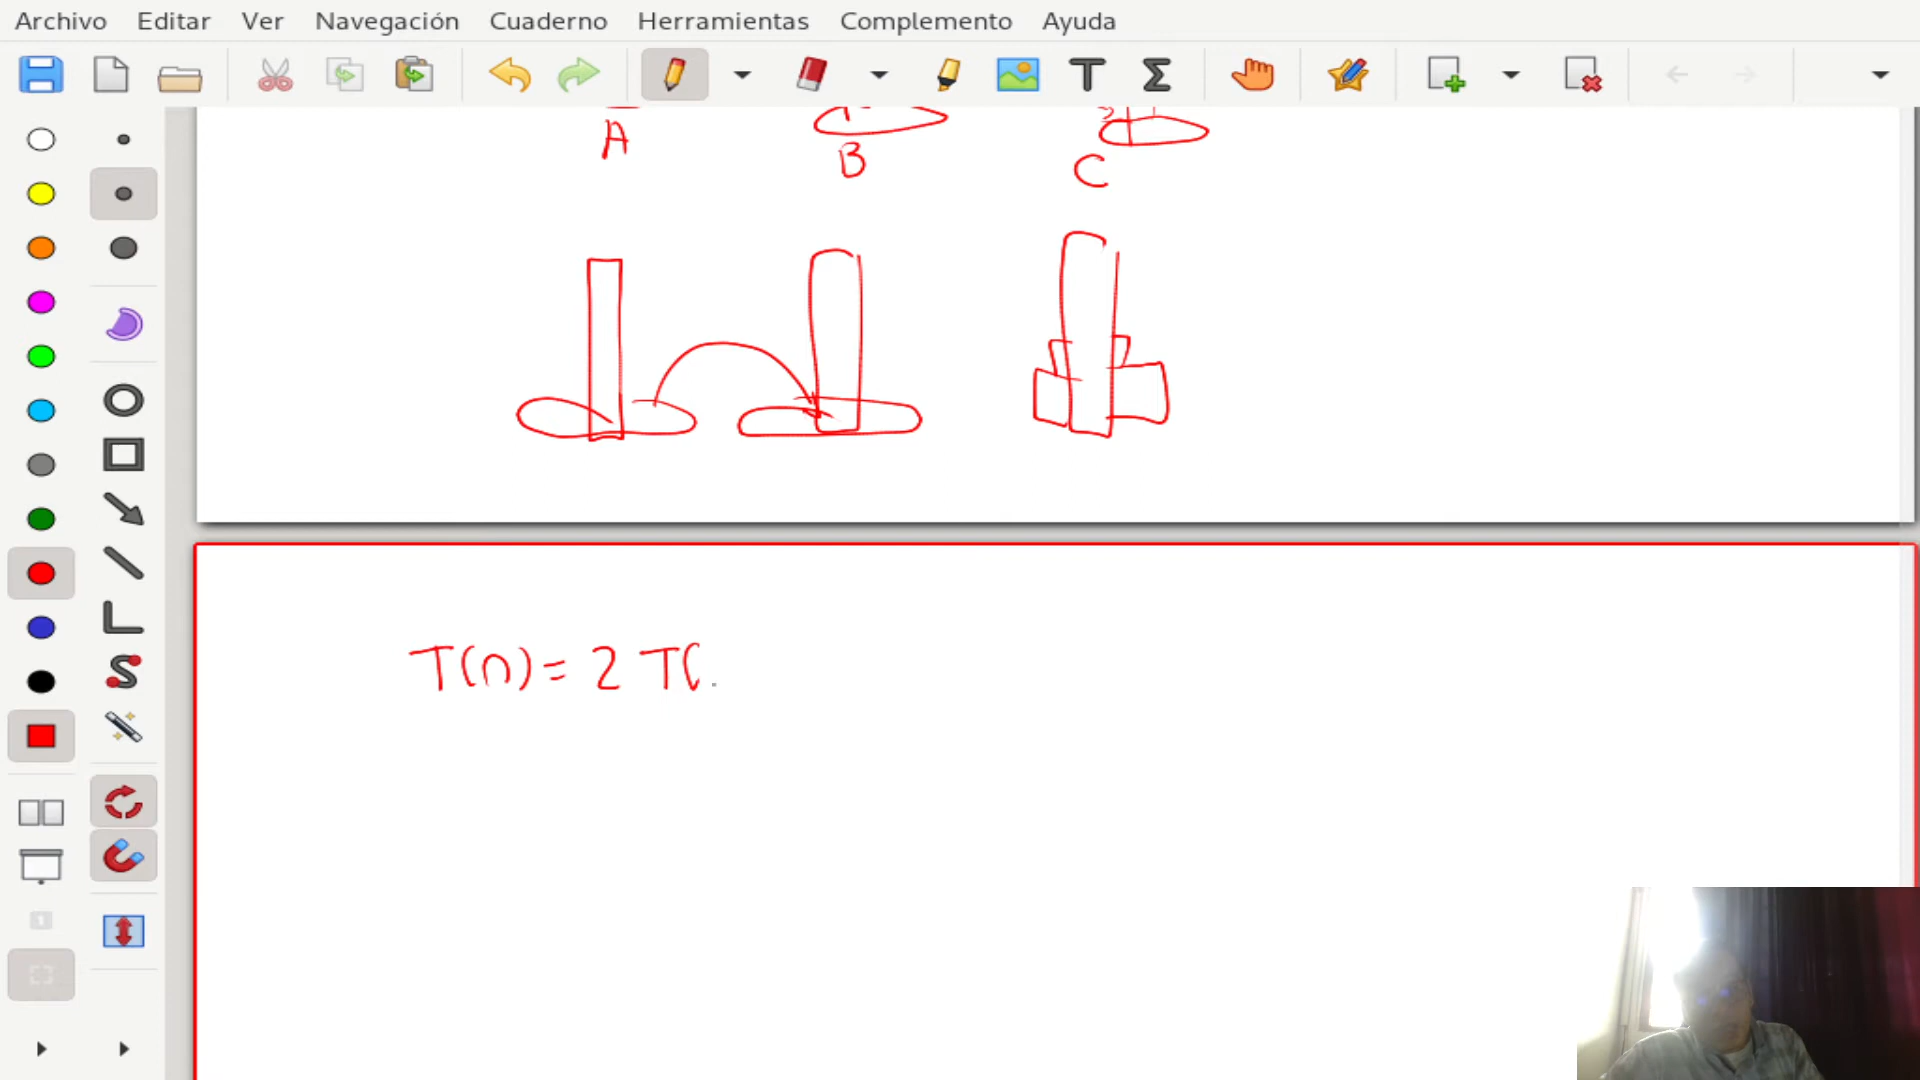 Archivo Editar Ver Navegación Cuaderno Herramientas Complemento Ayuda
A B C
T(n) = 2 T(